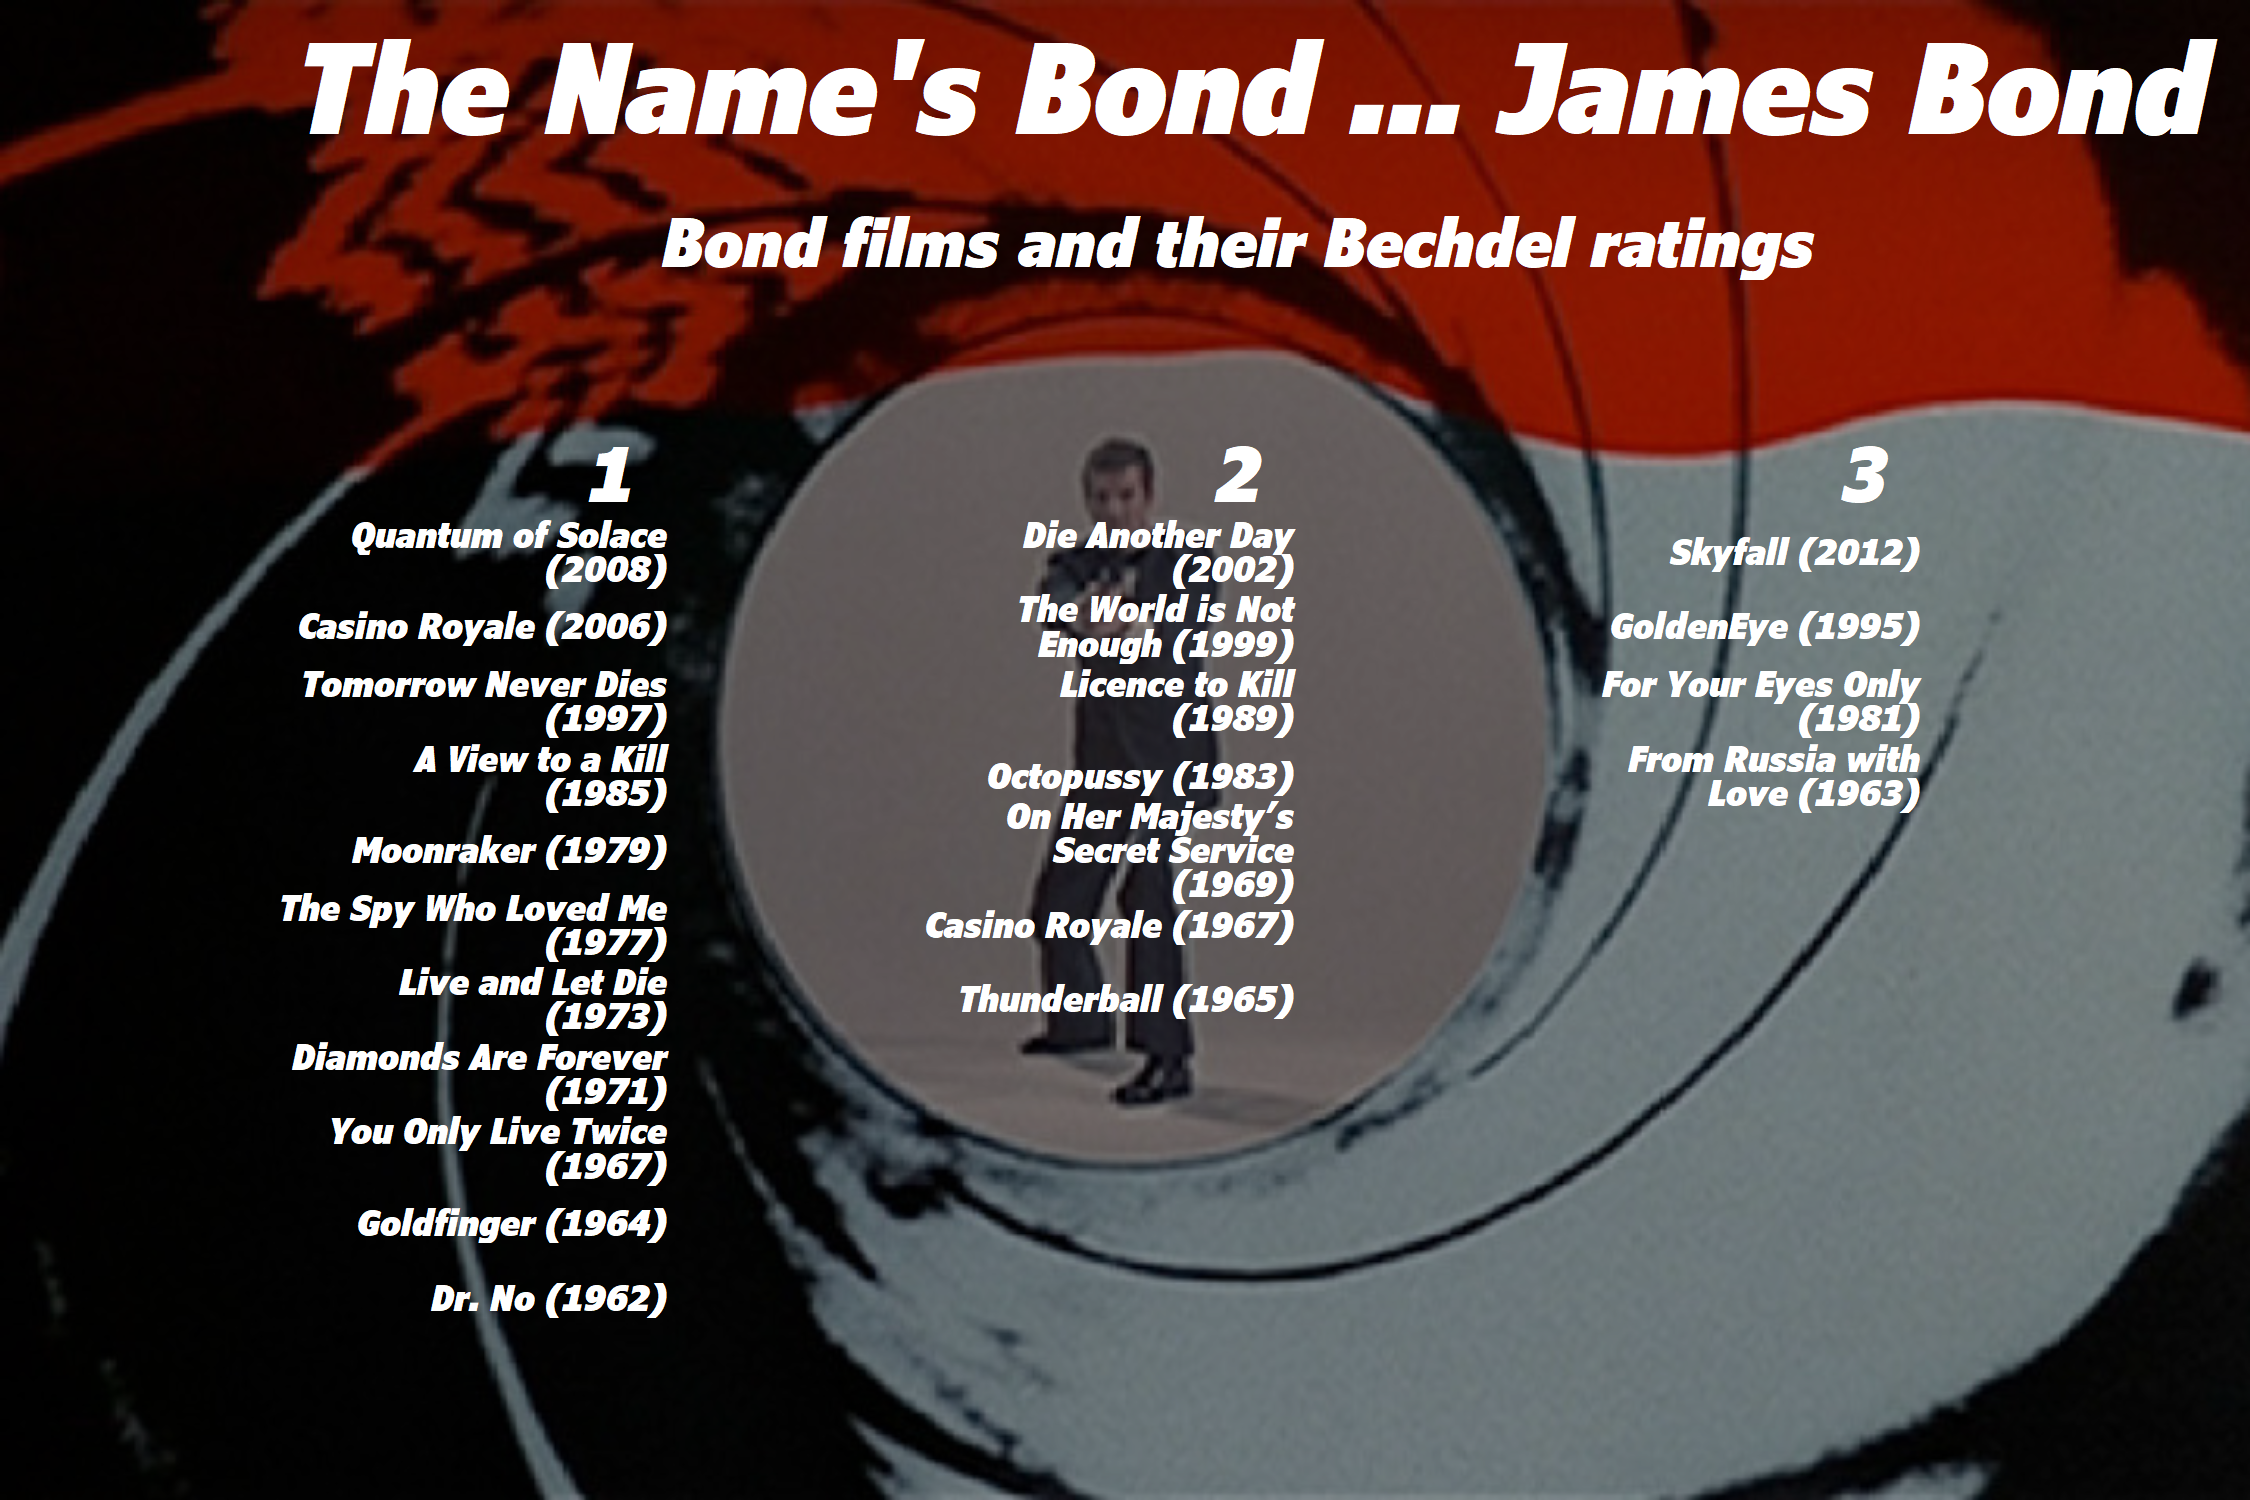 The Name's Bond ... James Bond
Bond films and their Bechdel ratings
1
Quantum of Solace
(2008)
Casino Royale (2006)
Tomorrow Never Dies
(1997)
A View to a Kill
(1985)
Moonraker (1979)
The Spy Who Loved Me
(1977)
Live and Let Die
(1973)
Diamonds Are Forever
(1971)
You Only Live Twice
(1967)
Goldfinger (1964)
Dr. No (1962)
2
Die Another Day
(2002)
The World is Not
Enough (1999)
Licence to Kill
(1989)
Octopussy (1983)
On Her Majesty’s
Secret Service
(1969)
Casino Royale (1967)
Thunderball (1965)
3
Skyfall (2012)
GoldenEye (1995)
For Your Eyes Only
(1981)
From Russia with
Love (1963)